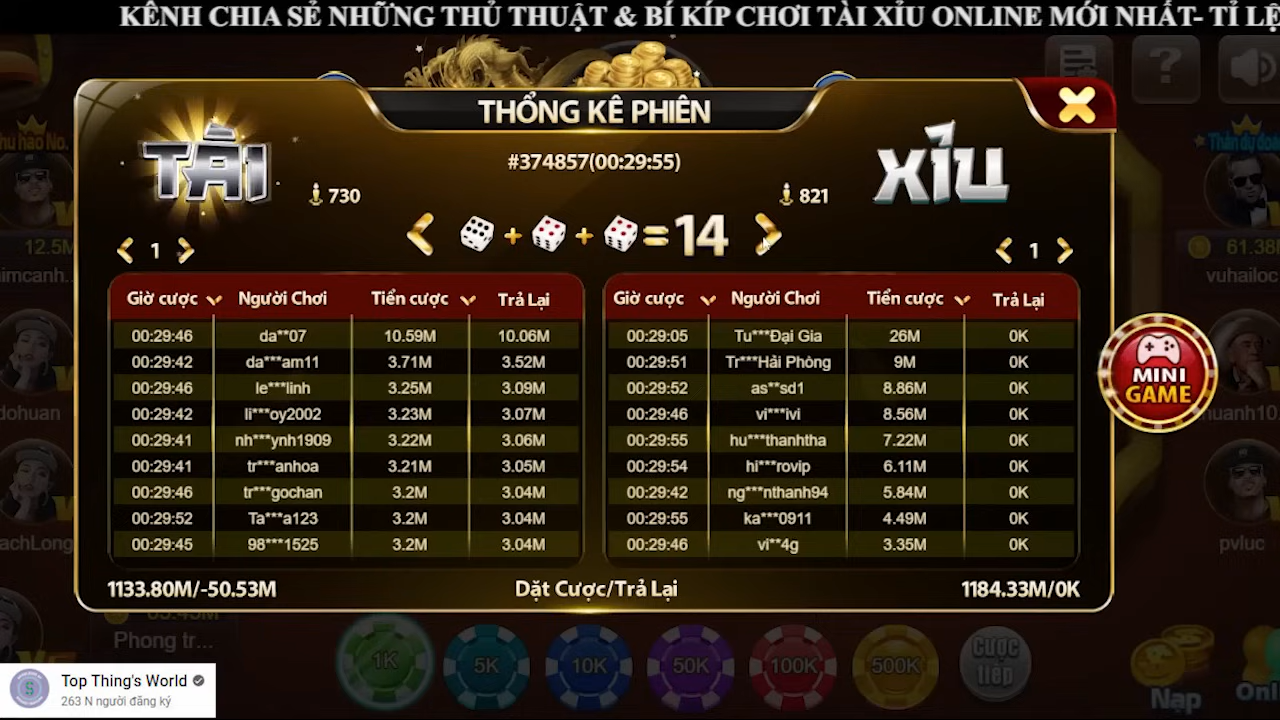 KÊNH CHIA SẺ NHỮNG THỦ THUẬT & BÍ KÍP CHƠI TÀI XỈU ONLINE MỚI NHẤT- TỈ LỆ
THỐNG KÊ PHIÊN
#374857(00:29:55)
TÀI
XỈU
730
821
= 14
1
1
Giờ cược Người Chơi Tiền cược Trả Lại
00:29:46 da**07 10.59M 10.06M
00:29:42 da***am11 3.71M 3.52M
00:29:46 le***linh 3.25M 3.09M
00:29:42 li***oy2002 3.23M 3.07M
00:29:41 nh***ynh1909 3.22M 3.06M
00:29:41 tr***anhoa 3.21M 3.05M
00:29:46 tr***gochan 3.2M 3.04M
00:29:52 Ta***a123 3.2M 3.04M
00:29:45 98***1525 3.2M 3.04M
Giờ cược Người Chơi Tiền cược Trả Lại
00:29:05 Tu***Đại Gia 26M 0K
00:29:51 Tr***Hải Phòng 9M 0K
00:29:52 as**sd1 8.86M 0K
00:29:46 vi***ivi 8.56M 0K
00:29:55 hu***thanhtha 7.22M 0K
00:29:54 hi***rovip 6.11M 0K
00:29:42 ng***nthanh94 5.84M 0K
00:29:55 ka***0911 4.49M 0K
00:29:46 vi**4g 3.35M 0K
1133.80M/-50.53M
Dặt Cược/Trả Lại
1184.33M/0K
MINI
GAME
12.5M
61.38
vuhailoc
pvluc
Phong tr...
1K
5K
10K
50K
100K
500K
cược
tiếp
Nạp
Top Thing's World
263 N người đăng ký